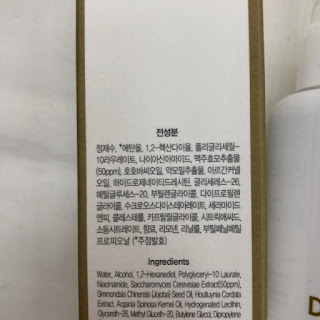 전성분
정제수, *에탄올, 1,2-헥산다이올, 폴리글리세릴-
10라우레이트, 나이아신아마이드, 맥주효모추출물
(50ppm), 호호바씨오일, 약모밀추출물, 아르간커넬
오일, 하이드로제네이티드레시틴, 글리세레스-26,
메틸글루세스-20, 부틸렌글라이콜, 다이프로필렌
글라이콜, 수크로오스다이스테아레이트, 세라마이드
엔피, 콜레스테롤, 카프릴릴글라이콜, 시트릭애씨드,
소듐시트레이트, 향료, 리모넨, 리날룰, 부틸페닐메틸
프로피오날 (*주정발효)
Ingredients
Water, Alcohol, 1,2-Hexanediol, Polyglyceryl-10 Laurate,
Niacinamide, Saccharomyces Cerevisiae Extract(50ppm),
Simmondsia Chinensis (Jojoba) Seed Oil, Houttuynia Cordata
Extract, Argania Spinosa Kernel Oil, Hydrogenated Lecithin,
Glycereth-26, Methyl Gluceth-20, Butylene Glycol, Dipropylene
D